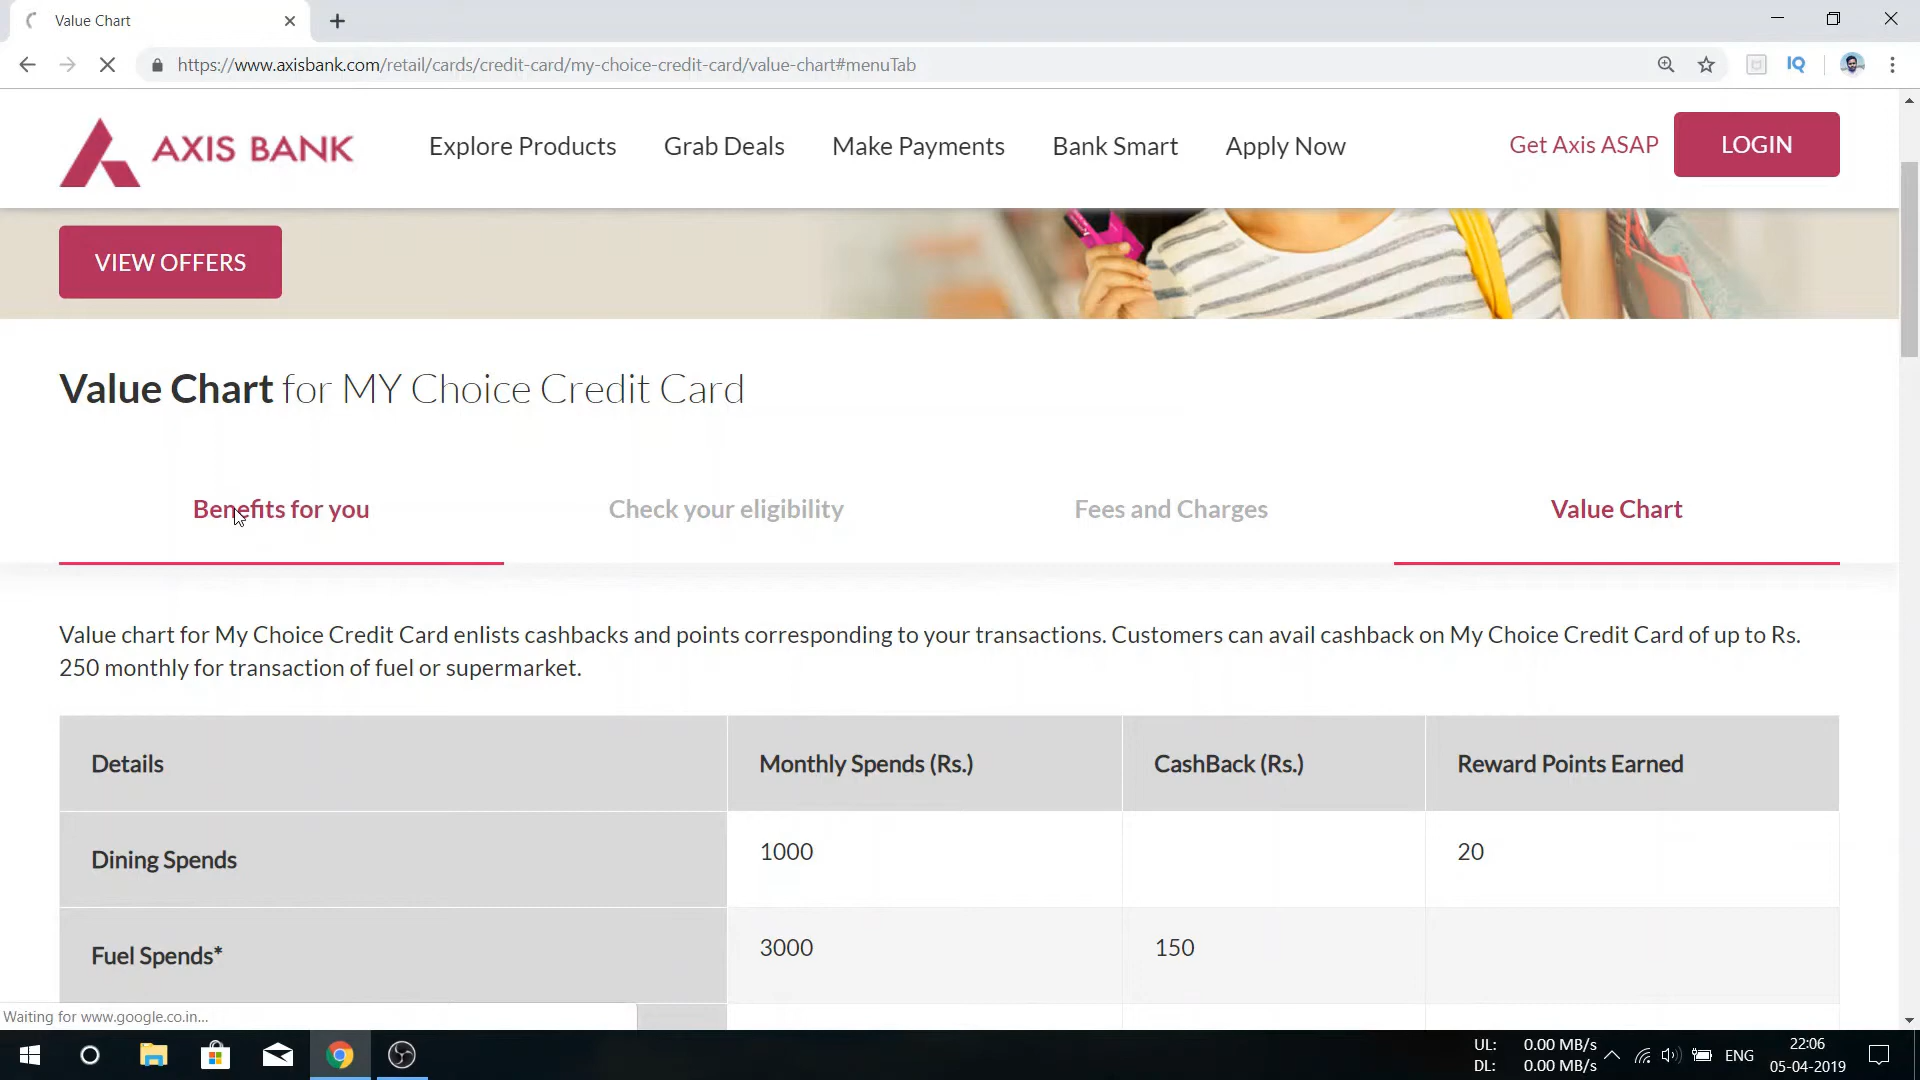 Value Chart
https://www.axisbank.com/retail/cards/credit-card/my-choice-credit-card/value-chart#menuTab
IQ
AXIS BANK
Explore Products
Grab Deals
Make Payments
Bank Smart
Apply Now
Get Axis ASAP
LOGIN
VIEW OFFERS
Value Chart for MY Choice Credit Card
Benefits for you
Check your eligibility
Fees and Charges
Value Chart
Value chart for My Choice Credit Card enlists cashbacks and points corresponding to your transactions. Customers can avail cashback on My Choice Credit Card of up to Rs.
250 monthly for transaction of fuel or supermarket.
Details Monthly Spends (Rs.) CashBack (Rs.) Reward Points Earned
Dining Spends 1000 20
Fuel Spends* 3000 150
Waiting for www.google.co.in...
UL: 0.00 MB/s
DL: 0.00 MB/s
ENG
22:06
05-04-2019